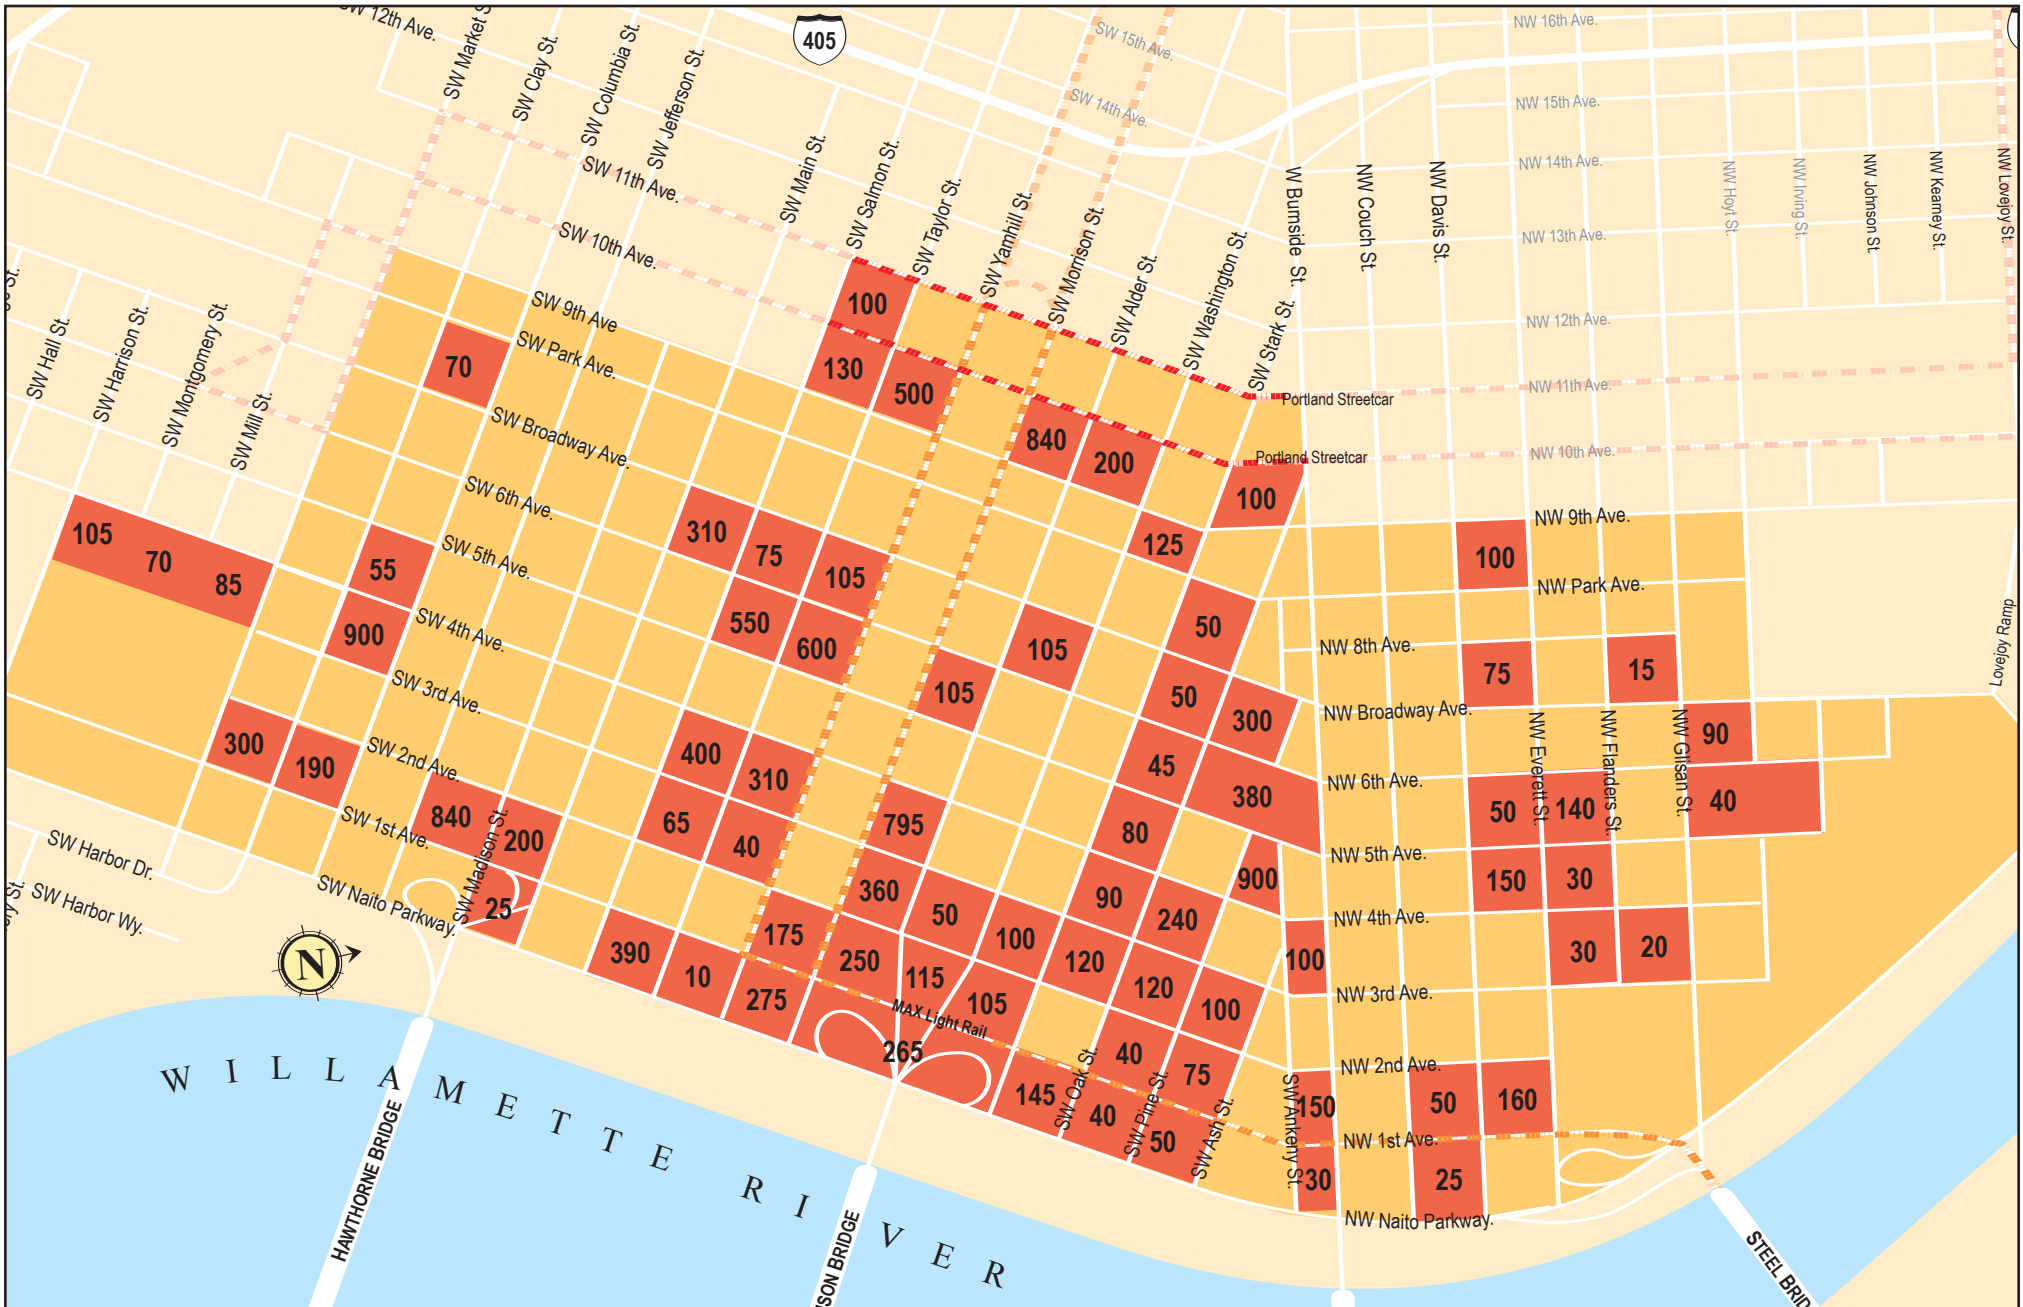 SW 12th Ave.
SW Market S
SW Clay St.
SW Columbia St.
SW Jefferson St.
405
SW 15th Ave.
SW 14th Ave.
NW 16th Ave.
NW 15th Ave.
NW 14th Ave.
NW 13th Ave.
NW 12th Ave.
NW 11th Ave.
NW 10th Ave.
SW 11th Ave.
SW 10th Ave.
SW Main St.
SW Salmon St.
SW Taylor St.
SW Yamhill St.
SW Morrison St.
SW Alder St.
SW Washington St.
SW Stark St.
W Burnside St.
NW Couch St.
NW Davis St.
NW Hoyt St.
NW Irving St.
NW Johnson St.
NW Kearney St.
NW Lovejoy St.
SW Hall St.
SW Harrison St.
SW Montgomery St.
SW Mill St.
SW 9th Ave
SW Park Ave.
SW Broadway Ave.
SW 6th Ave.
SW 5th Ave.
SW 4th Ave.
SW 3rd Ave.
SW 2nd Ave.
SW 1st Ave.
SW Naito Parkway.
SW Madison St.
SW Harbor Dr.
SW Harbor Wy.
Portland Streetcar
Portland Streetcar
100
130
500
70
840
200
100
125
105
70
85
55
900
310
75
105
550
600
105
105
50
50
300
45
380
80
900
90
240
100
120
120
100
40
75
300
190
840
200
25
400
310
65
40
795
360
50
100
175
250
115
105
390
10
275
265
145
40
50
150
30
NW 9th Ave.
100
NW Park Ave.
NW 8th Ave.
75
15
NW Broadway Ave.
90
NW 6th Ave.
50
140
40
NW 5th Ave.
150
30
NW 4th Ave.
30
20
NW 3rd Ave.
NW 2nd Ave.
50
160
NW 1st Ave.
25
NW Naito Parkway.
NW Everett St.
NW Flanders St.
NW Glisan St.
Lovejoy Ramp
MAX Light Rail
SW Oak St.
SW Pine St.
SW Ash St.
SW Ankeny St.
N
WILLAMETTE RIVER
HAWTHORNE BRIDGE
SON BRIDGE
STEEL BRID